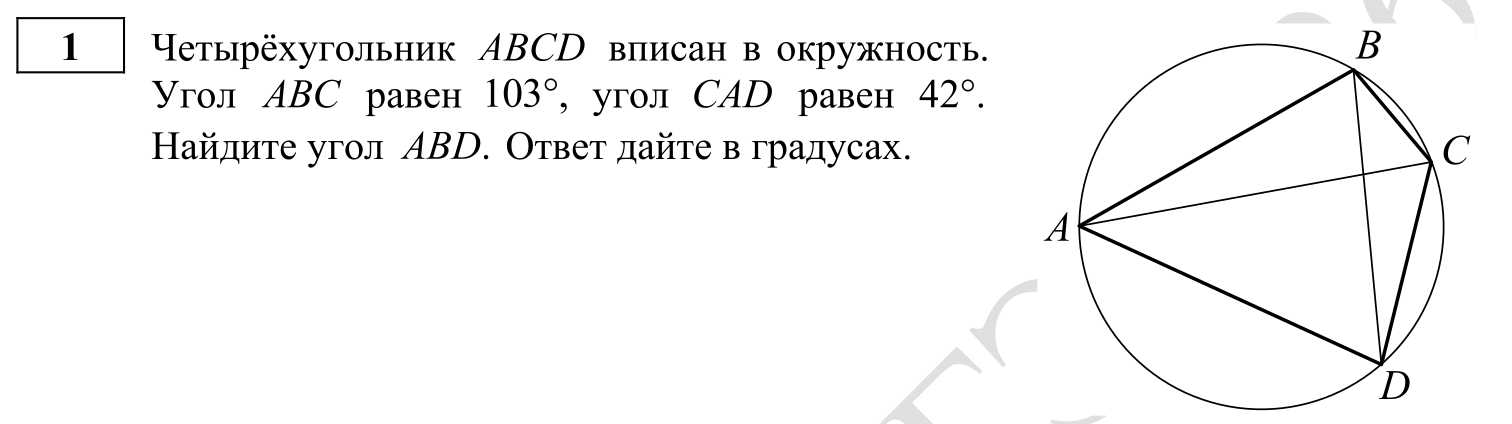 1
Четырёхугольник ABCD вписан в окружность.
Угол ABC равен 103°, угол CAD равен 42°.
Найдите угол ABD. Ответ дайте в градусах.
B
C
A
D